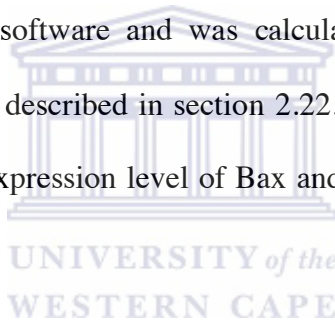 software and was calcula
described in section 2.22.
xpression level of Bax and
UNIVERSITY of the
WESTERN CAPE